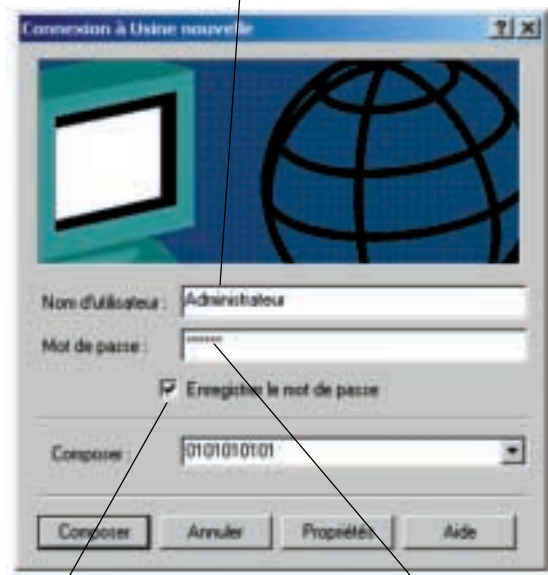 Connexion à Usine nouvelle
Nom d'utilisateur : Administrateur
Mot de passe : ******
Enregistrer le mot de passe
Composer : 0101010101
Composer Annuler Propriétés Aide